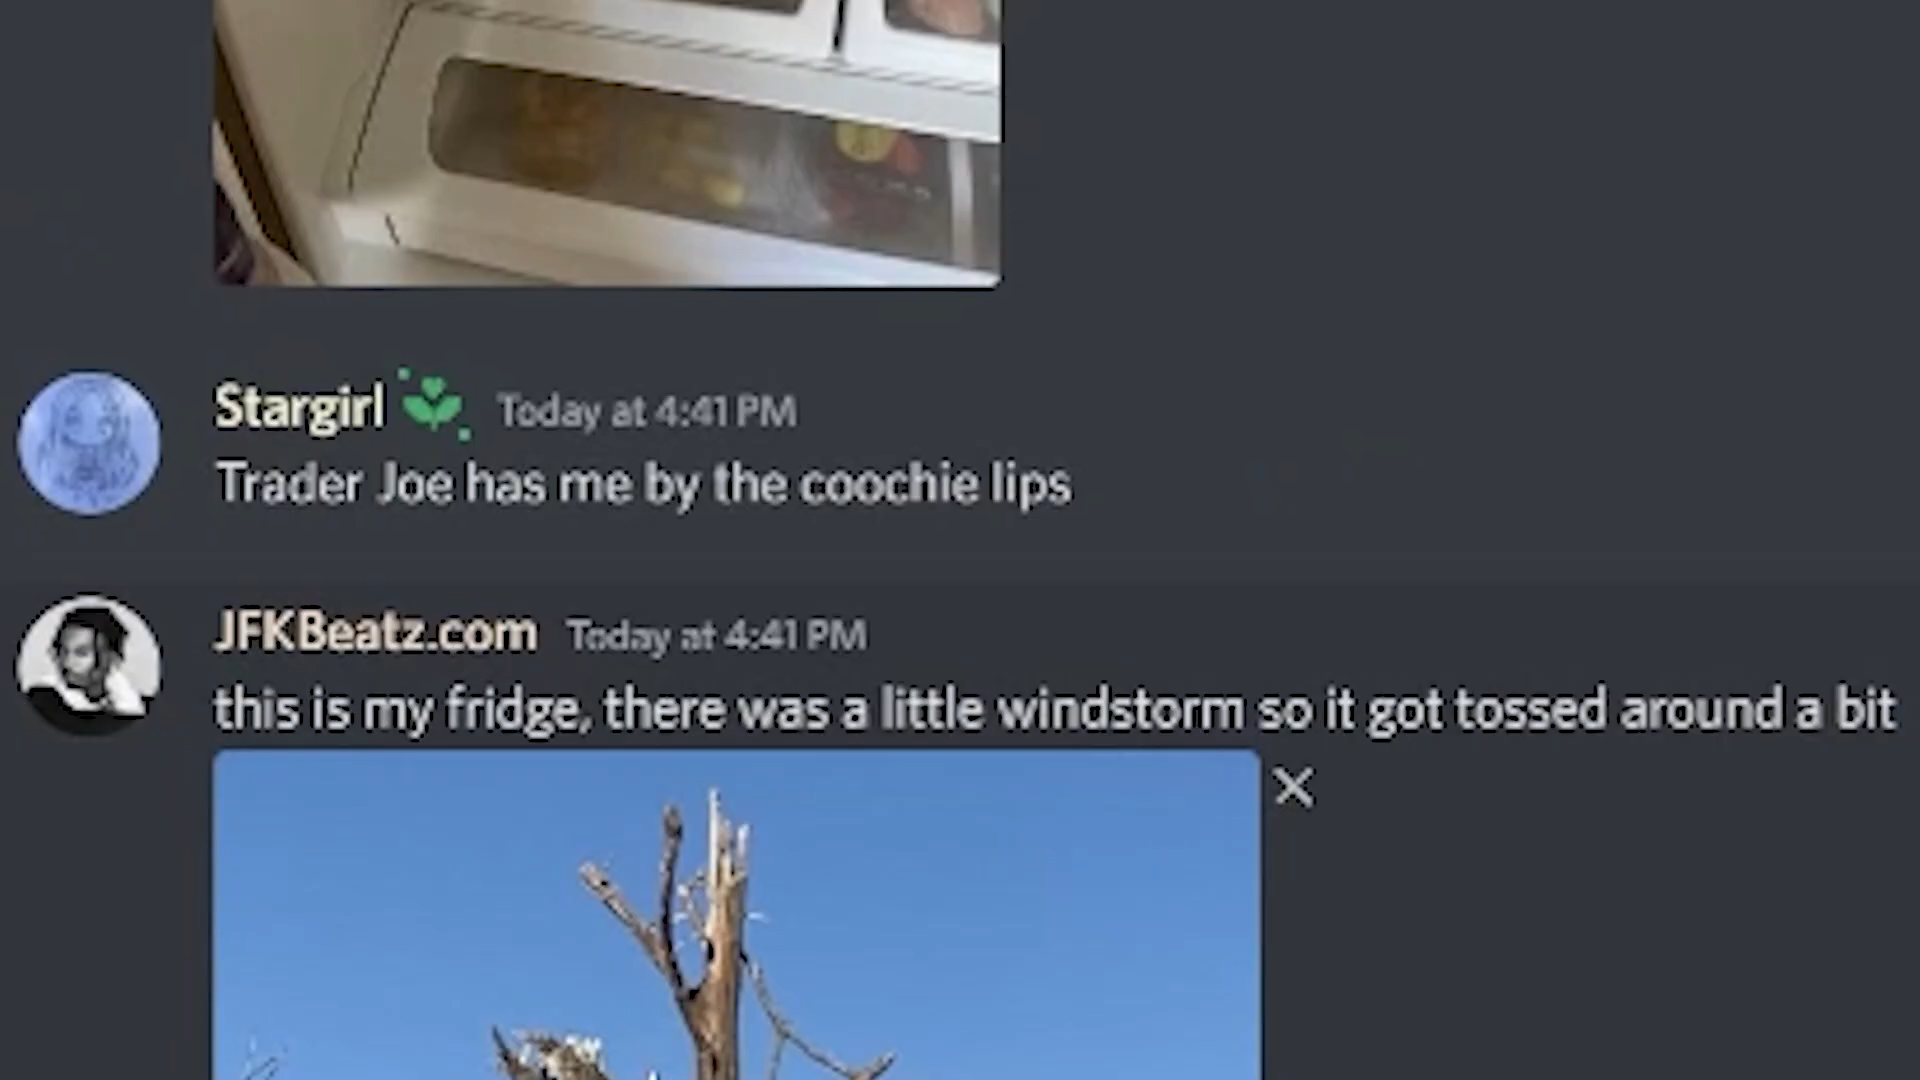 Stargirl Today at 4:41 PM
Trader Joe has me by the coochie lips
JFKBeatz.com Today at 4:41 PM
this is my fridge, there was a little windstorm so it got tossed around a bit